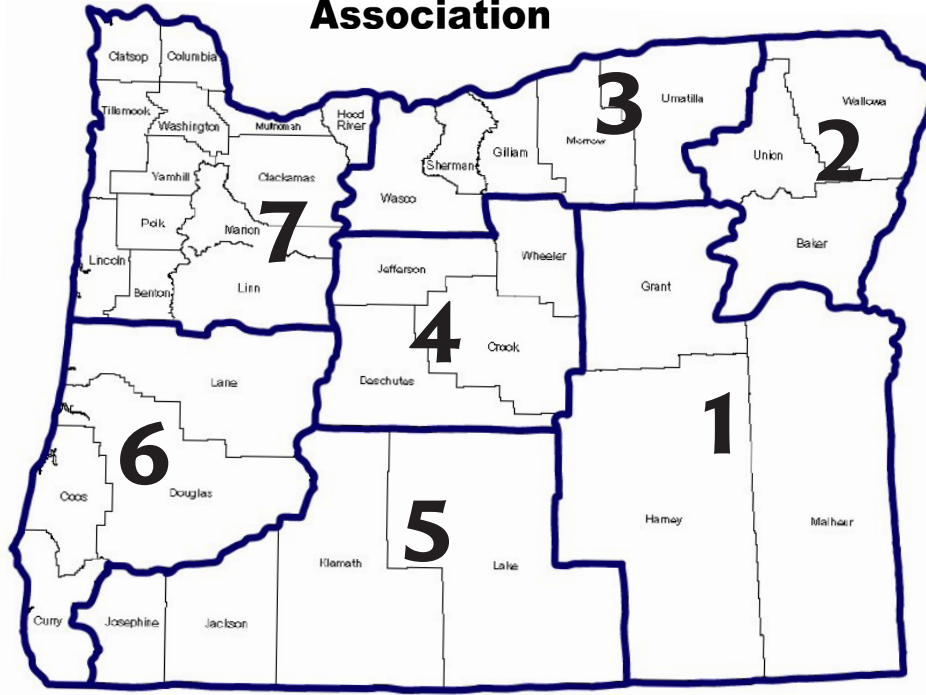 Association
Clatsop
Columbia
Tillamook
Washington
Multnomah
Hood
River
3
Umatilla
Wallowa
Morrow
Gilliam
Sherman
Union
2
Yamhill
Clackamas
Wasco
Polk
Marion
7
Baker
Lincoln
Benton
Linn
Jefferson
Wheeler
Grant
4
Crook
Deschutes
Lane
1
6
Coos
Douglas
5
Harney
Malheur
Klamath
Lake
Curry
Josephine
Jackson